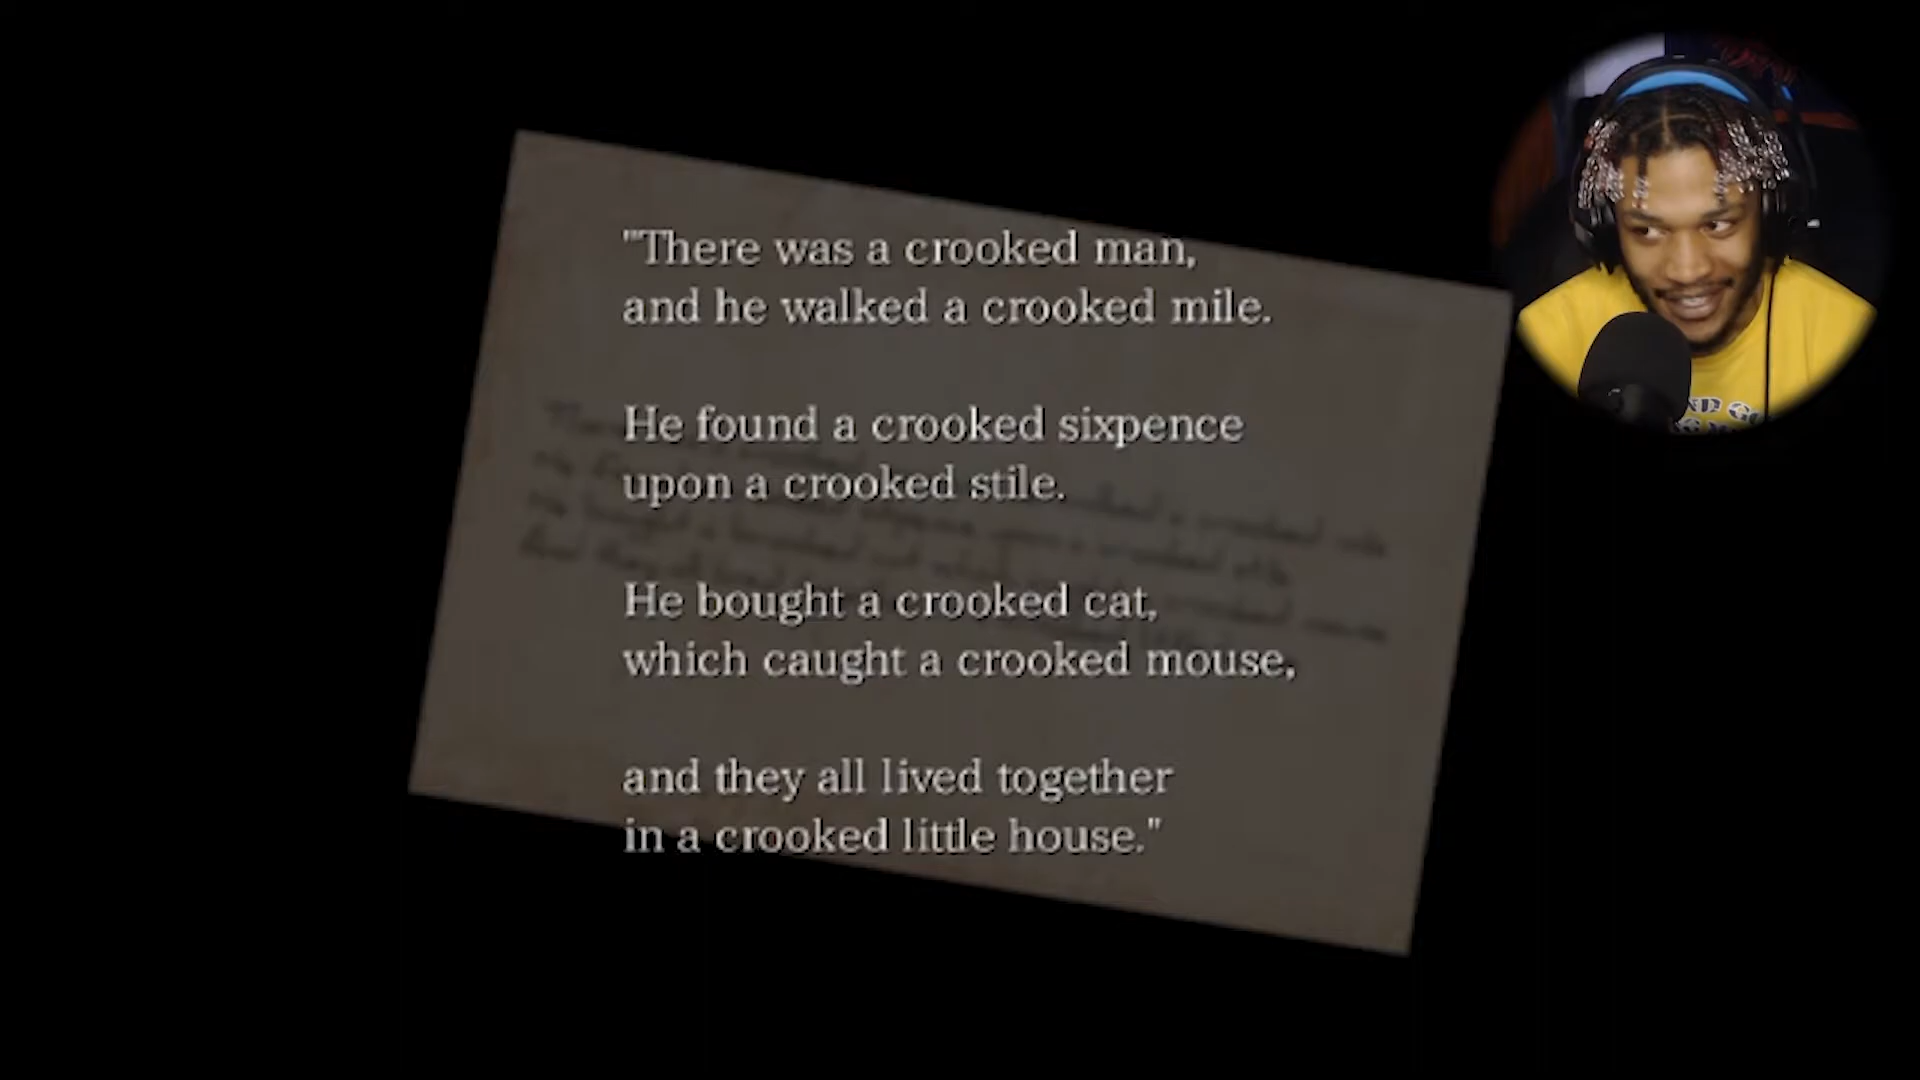 "There was a crooked man,
and he walked a crooked mile.
He found a crooked sixpence
upon a crooked stile.
He bought a crooked cat,
which caught a crooked mouse,
and they all lived together
in a crooked little house."